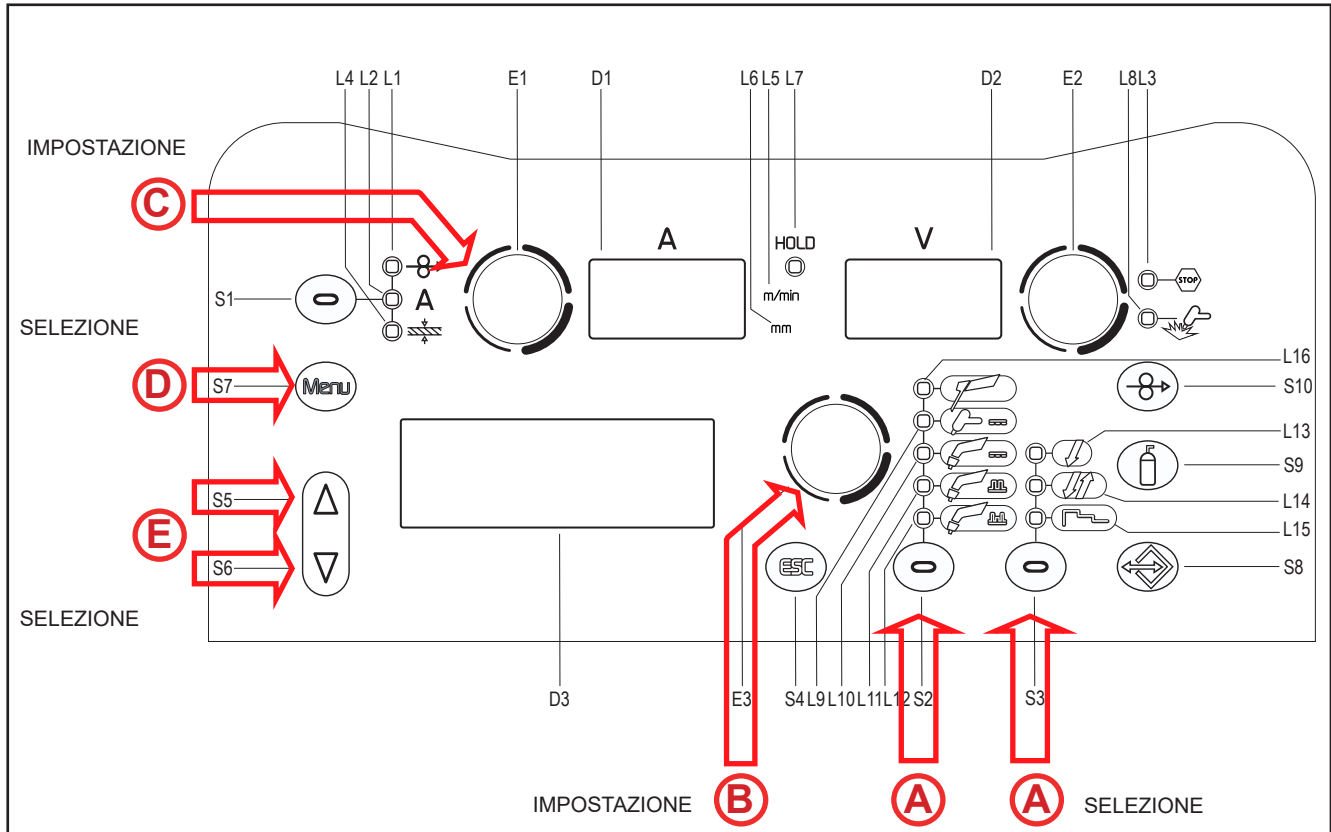 L4 L2 L1 E1 D1 L6 L5 L7 D2 E2 L8 L3
IMPOSTAZIONE
C
A HOLD V
S1 A m/min STOP
SELEZIONE mm
L16
D S7 Menu S10
L13
S5 S9
E L14
L15
S6 ESC S8
SELEZIONE
D3 E3 S4 L9 L10 L11 L12 S2 S3
IMPOSTAZIONE B A A SELEZIONE